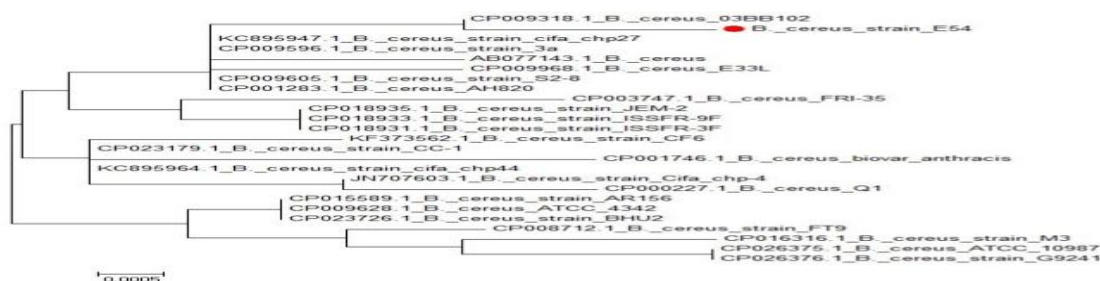 CP009318.1_B._cereus_03BB102
B._cereus_strain_E54
KC895947.1_B._cereus_strain_cifa_chp27
CP009596.1_B._cereus_strain_3a
AB077143.1_B._cereus
CP009968.1_B._cereus_E33L
CP009605.1_B._cereus_strain_S2-8
CP001283.1_B._cereus_AH820
CP003747.1_B._cereus_FRI-35
CP018935.1_B._cereus_strain_JEM-2
CP018933.1_B._cereus_strain_ISSFR-9F
CP018931.1_B._cereus_strain_ISSFR-3F
KF373562.1_B._cereus_strain_CF6
CP023179.1_B._cereus_strain_CC-1
CP001746.1_B._cereus_biovar_anthracis
KC895964.1_B._cereus_strain_cifa_chp44
JN707603.1_B._cereus_strain_Cifa_chp-4
CP000227.1_B._cereus_Q1
CP015589.1_B._cereus_strain_AR156
CP009628.1_B._cereus_ATCC_4342
CP023726.1_B._cereus_strain_BHU2
CP008712.1_B._cereus_strain_FT9
CP016316.1_B._cereus_strain_M3
CP026375.1_B._cereus_ATCC_10987
CP026376.1_B._cereus_strain_G9241
0.0005